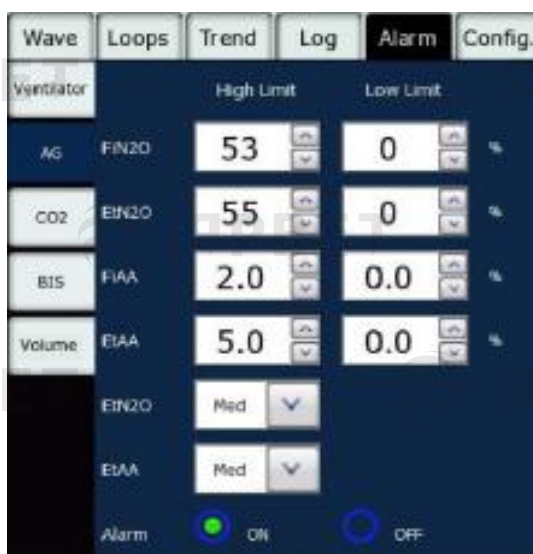 Wave Loops Trend Log Alarm Config.
Ventilator High Limit Low Limit
AG FiN2O 53 0 %
CO2 EtN2O 55 0 %
BIS FiAA 2.0 0.0 %
Volume EtAA 5.0 0.0 %
EtN2O Med
EtAA Med
Alarm ON OFF